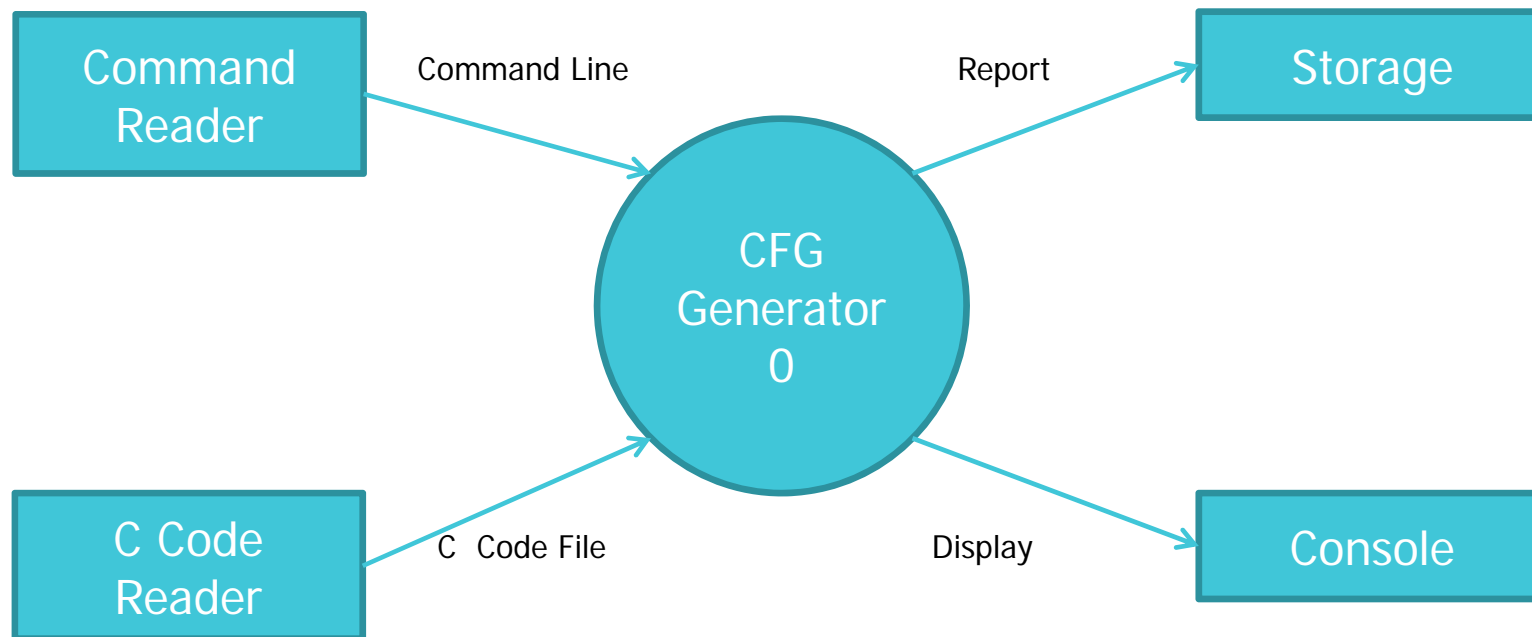 Command
Reader
Command Line
Report
Storage
CFG
Generator
0
C Code
Reader
C  Code File
Display
Console